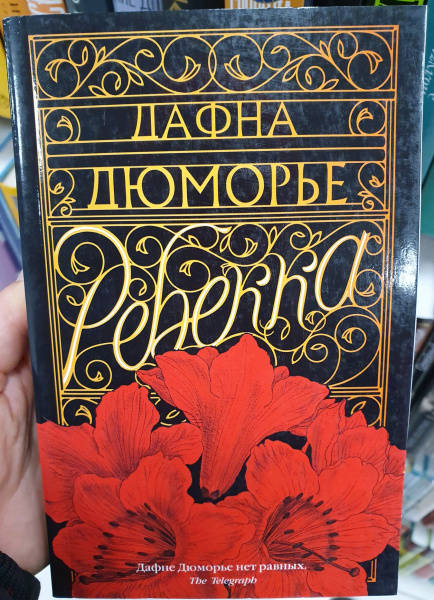 ДАФНА
ДЮМОРЬЕ
Ребекка
Дафне Дюморье нет равных.
The Telegraph